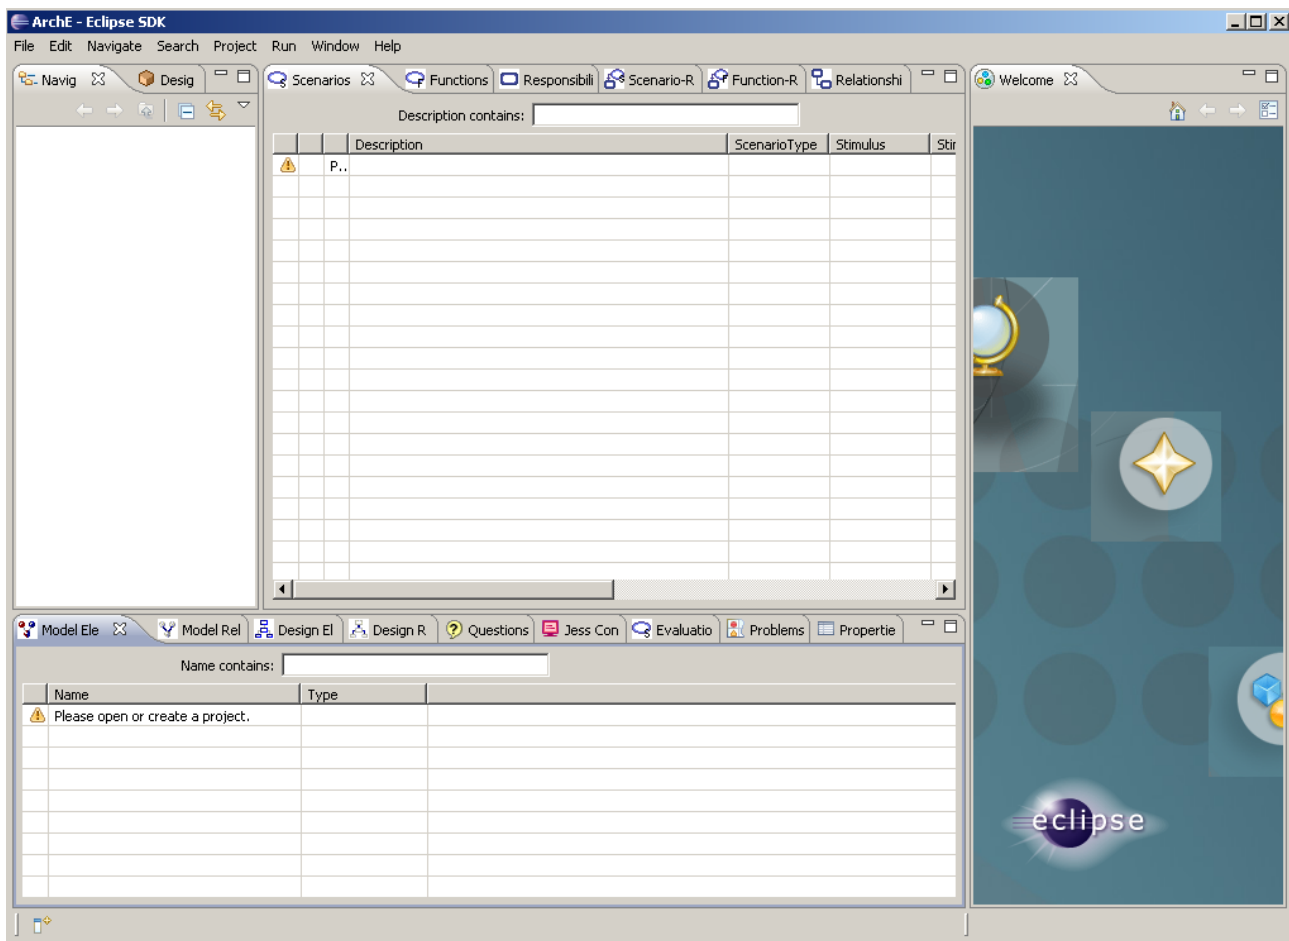 ArchE - Eclipse SDK
File Edit Navigate Search Project Run Window Help
Navig Desig
Scenarios Functions Responsibili Scenario-R Function-R Relationshi
Welcome
Description contains:
Description ScenarioType Stimulus Stir
P..
Model Ele Model Rel Design El Design R Questions Jess Con Evaluatio Problems Propertie
Name contains:
Name Type
Please open or create a project.
eclipse